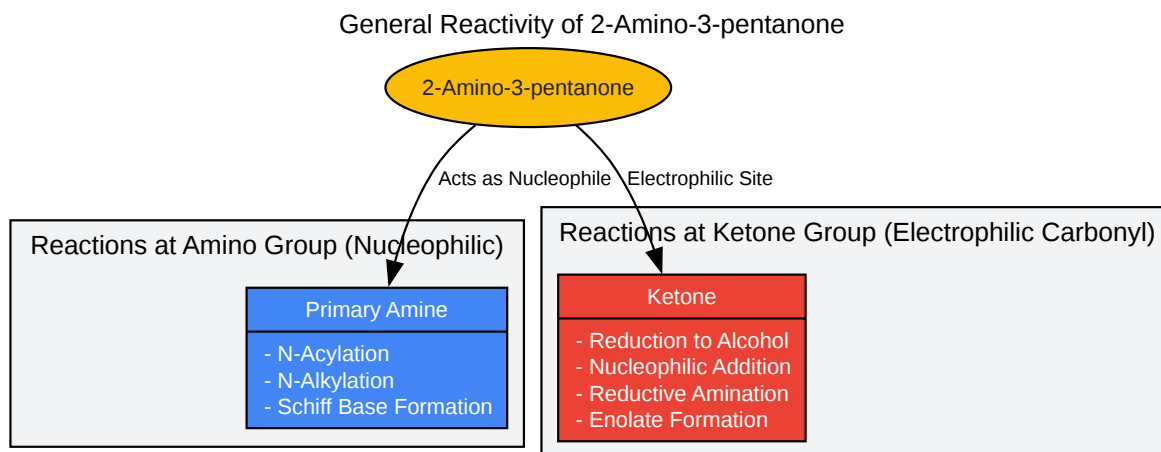 General Reactivity of 2-Amino-3-pentanone
2-Amino-3-pentanone
Acts as Nucleophile
Electrophilic Site
Reactions at Amino Group (Nucleophilic)
Primary Amine
- N-Acylation
- N-Alkylation
- Schiff Base Formation
Reactions at Ketone Group (Electrophilic Carbonyl)
Ketone
- Reduction to Alcohol
- Nucleophilic Addition
- Reductive Amination
- Enolate Formation